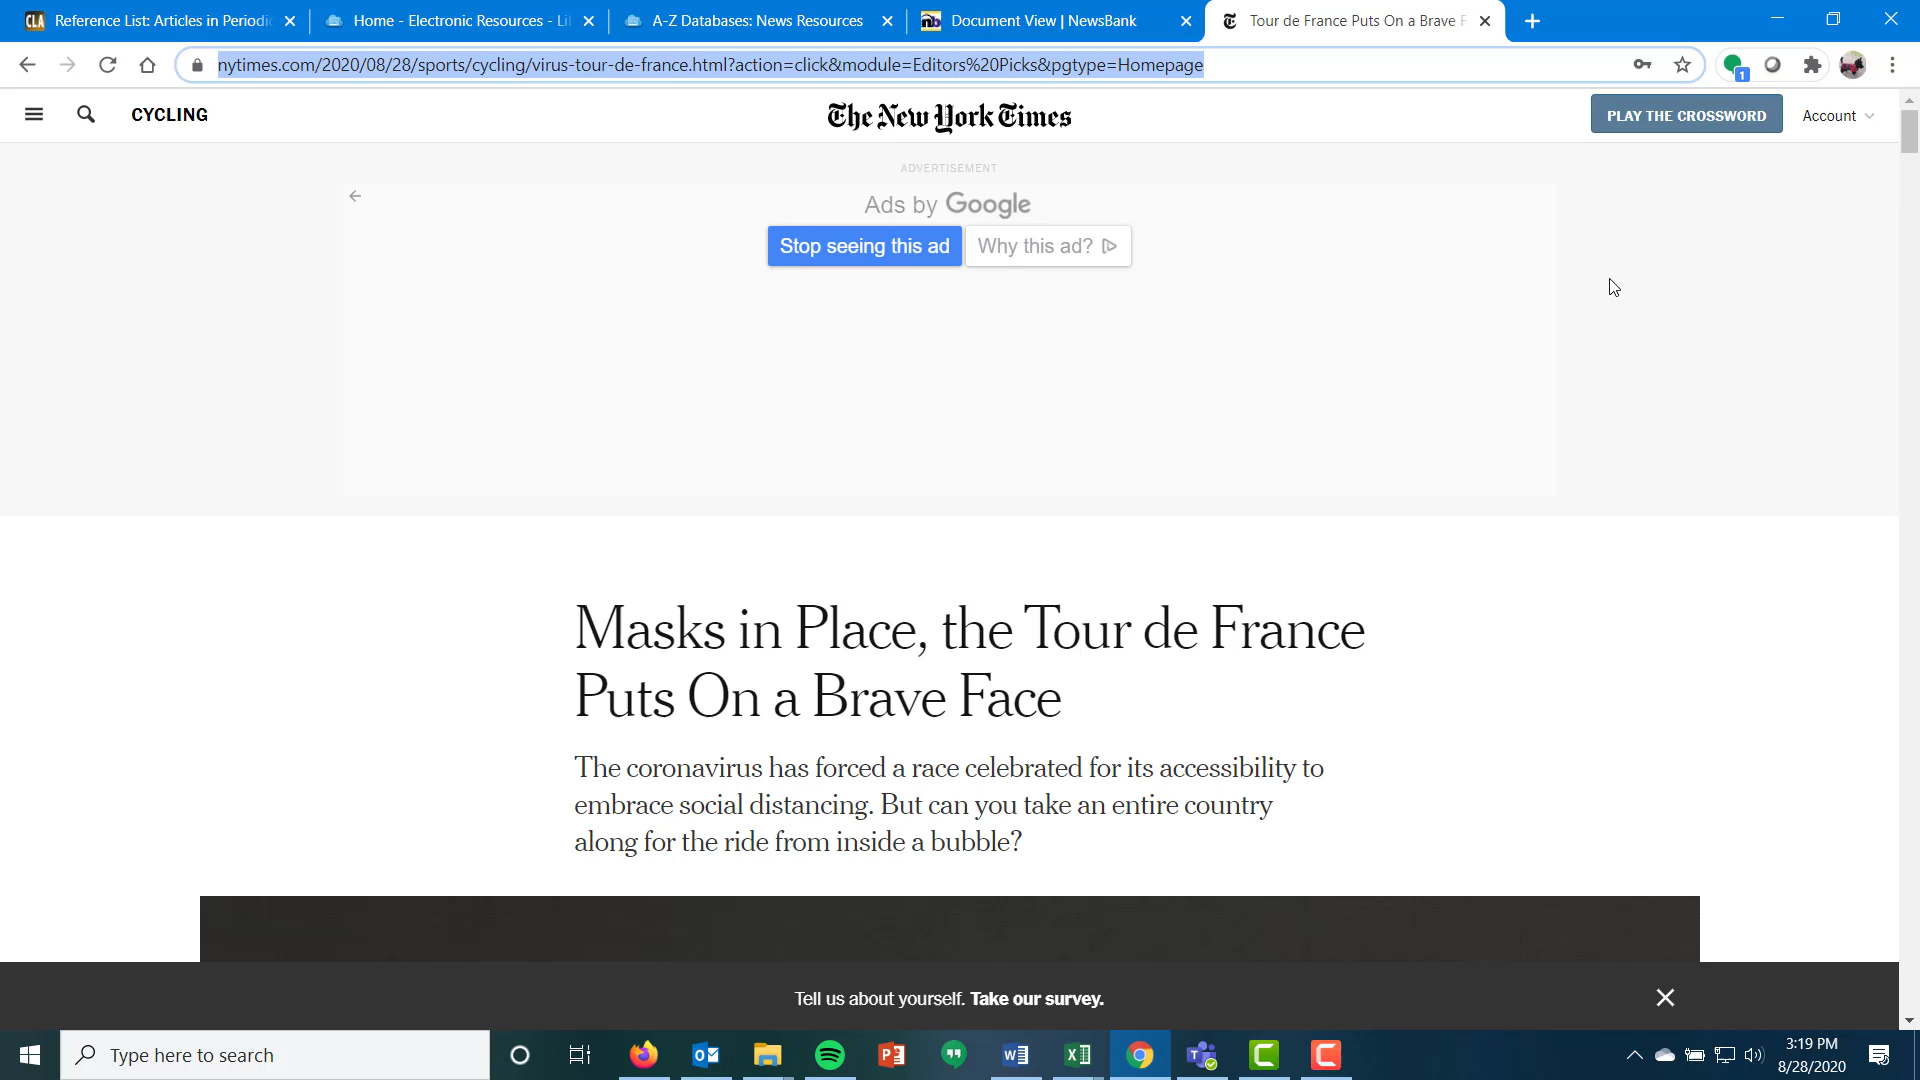 CLA Reference List: Articles in Periodic
Home - Electronic Resources - Li
A-Z Databases: News Resources
nb Document View | NewsBank
Tour de France Puts On a Brave F
nytimes.com/2020/08/28/sports/cycling/virus-tour-de-france.html?action=click&module=Editors%20Picks&pgtype=Homepage
1
CYCLING
The New York Times
PLAY THE CROSSWORD
Account
ADVERTISEMENT
Ads by Google
Stop seeing this ad
Why this ad?
Masks in Place, the Tour de France
Puts On a Brave Face
The coronavirus has forced a race celebrated for its accessibility to
embrace social distancing. But can you take an entire country
along for the ride from inside a bubble?
Tell us about yourself. Take our survey.
Type here to search
3:19 PM
8/28/2020